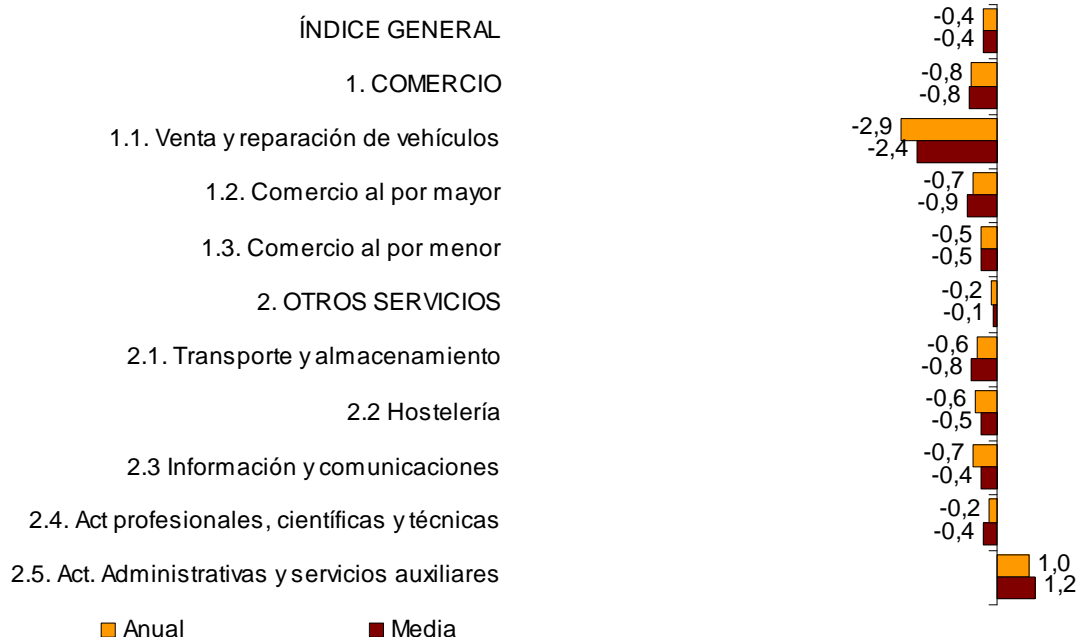 ÍNDICE GENERAL
-0,4
-0,4
1. COMERCIO
-0,8
-0,8
1.1. Venta y reparación de vehículos
-2,9
-2,4
1.2. Comercio al por mayor
-0,7
-0,9
1.3. Comercio al por menor
-0,5
-0,5
2. OTROS SERVICIOS
-0,2
-0,1
2.1. Transporte y almacenamiento
-0,6
-0,8
2.2 Hostelería
-0,6
-0,5
2.3 Información y comunicaciones
-0,7
-0,4
2.4. Act profesionales, científicas y técnicas
-0,2
-0,4
2.5. Act. Administrativas y servicios auxiliares
1,0
1,2
Anual Media